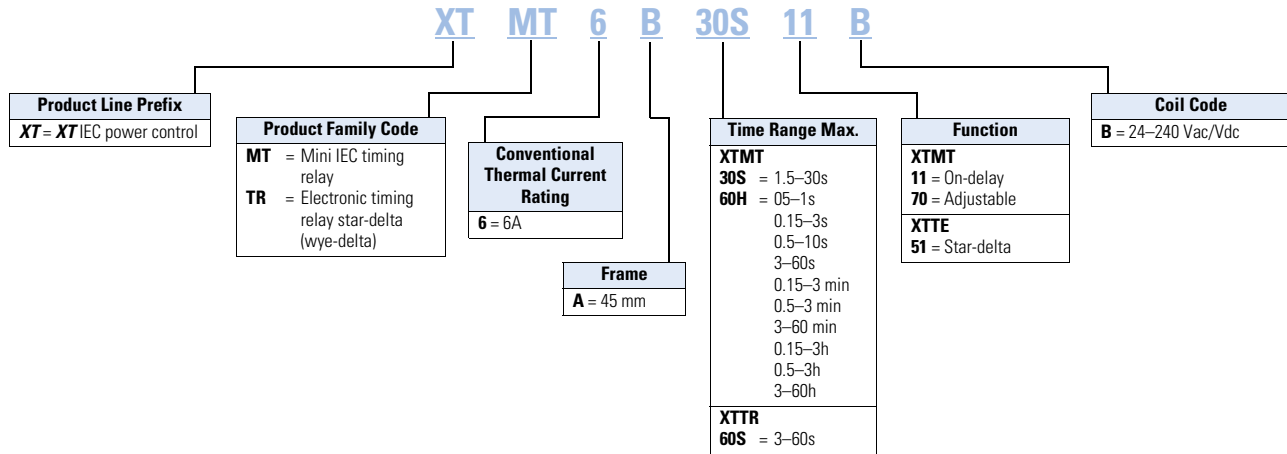 XT MT 6 B 30S 11 B
Product Line Prefix
XT = XT IEC power control
Product Family Code
MT = Mini IEC timing
relay
TR = Electronic timing
relay star-delta
(wye-delta)
Conventional
Thermal Current
Rating
6 = 6A
Frame
A = 45 mm
Time Range Max.
XTMT
30S = 1.5–30s
60H = 05–1s
0.15–3s
0.5–10s
3–60s
0.15–3 min
0.5–3 min
3–60 min
0.15–3h
0.5–3h
3–60h
XTTR
60S = 3–60s
Function
XTMT
11 = On-delay
70 = Adjustable
XTTE
51 = Star-delta
Coil Code
B = 24–240 Vac/Vdc